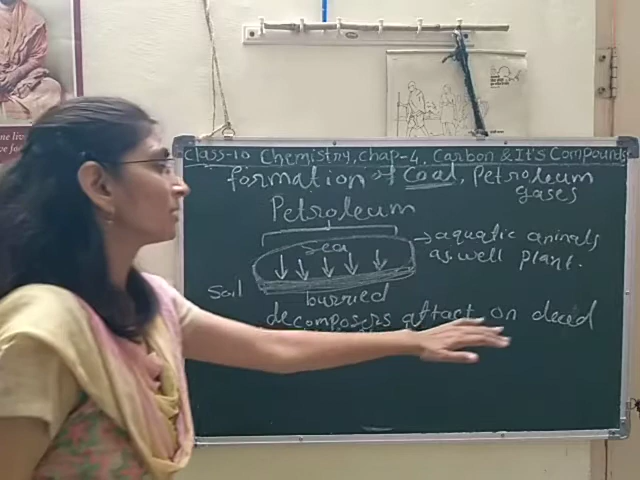 Class-10 Chemistry, chap-4, Carbon & It's Compounds
formation of Coal, Petroleum
gases
Petroleum
Sea
→ aquatic animals
as well plant.
Soil
burried
decomposers attact on deced